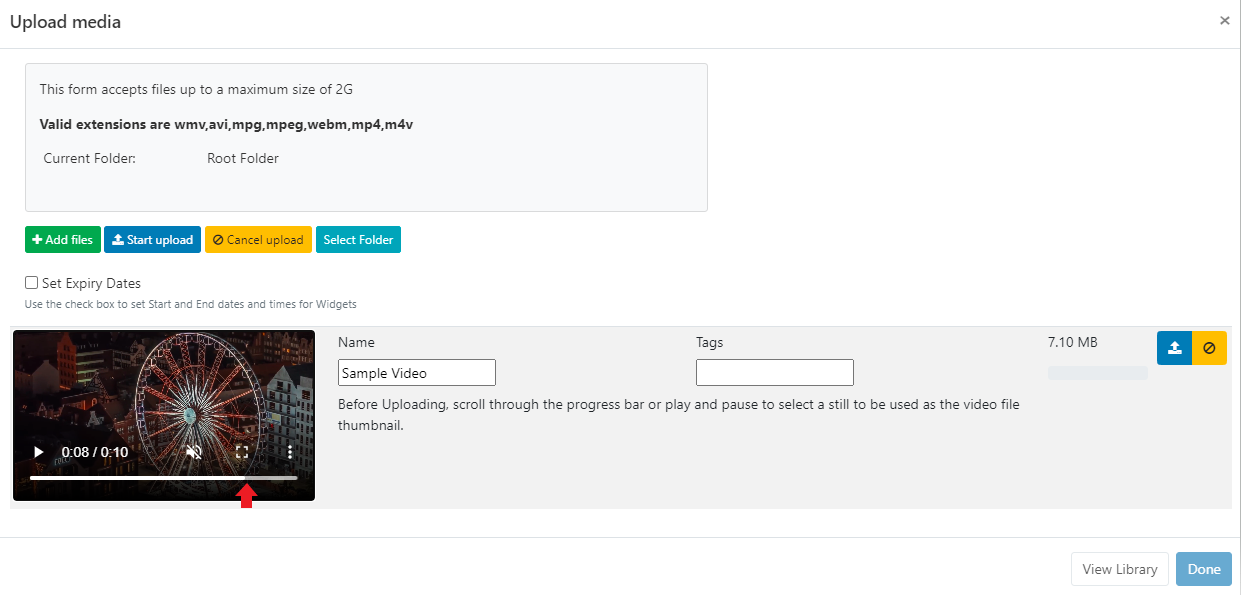 Upload media
×
This form accepts files up to a maximum size of 2G
Valid extensions are wmv,avi,mpg,mpeg,webm,mp4,m4v
Current Folder: Root Folder
Add files Start upload Cancel upload Select Folder
Set Expiry Dates
Use the check box to set Start and End dates and times for Widgets
Name Tags 7.10 MB
Sample Video
Before Uploading, scroll through the progress bar or play and pause to select a still to be used as the video file
thumbnail.
0:08 / 0:10
View Library Done